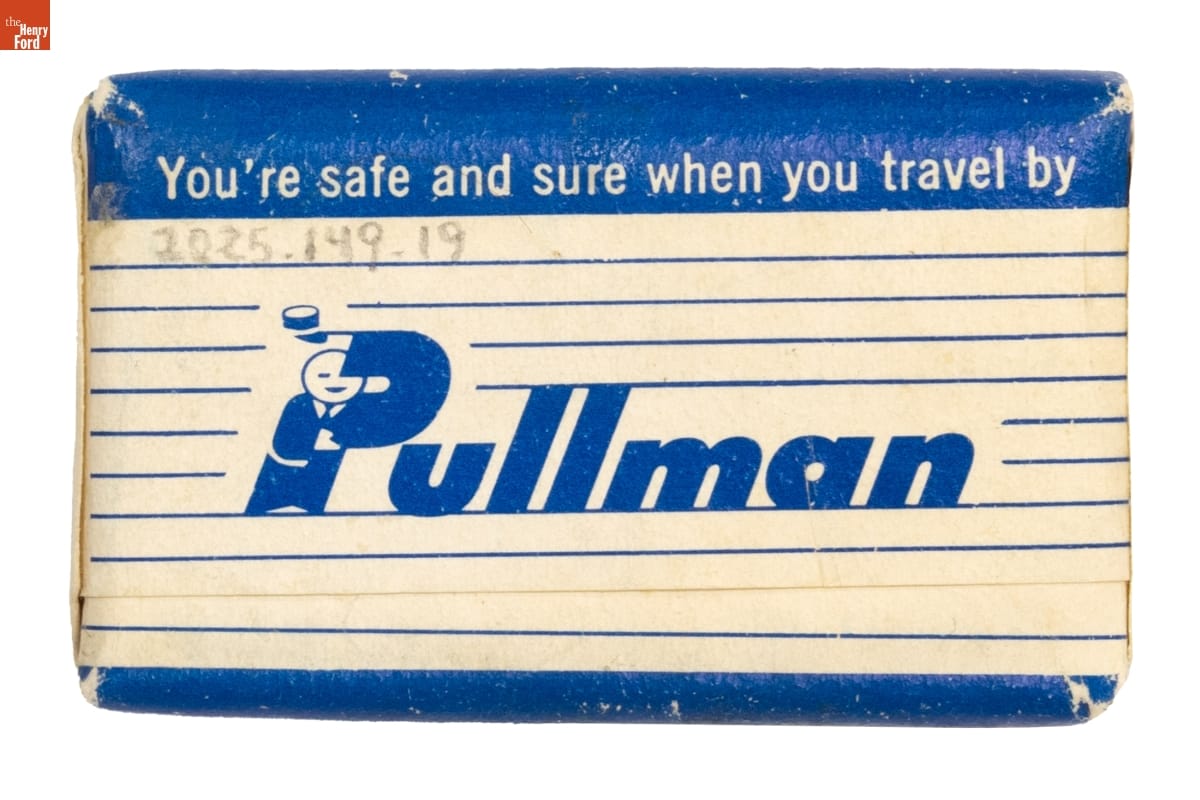 the
Henry
Ford
You're safe and sure when you travel by
2025.149.19
Pullman